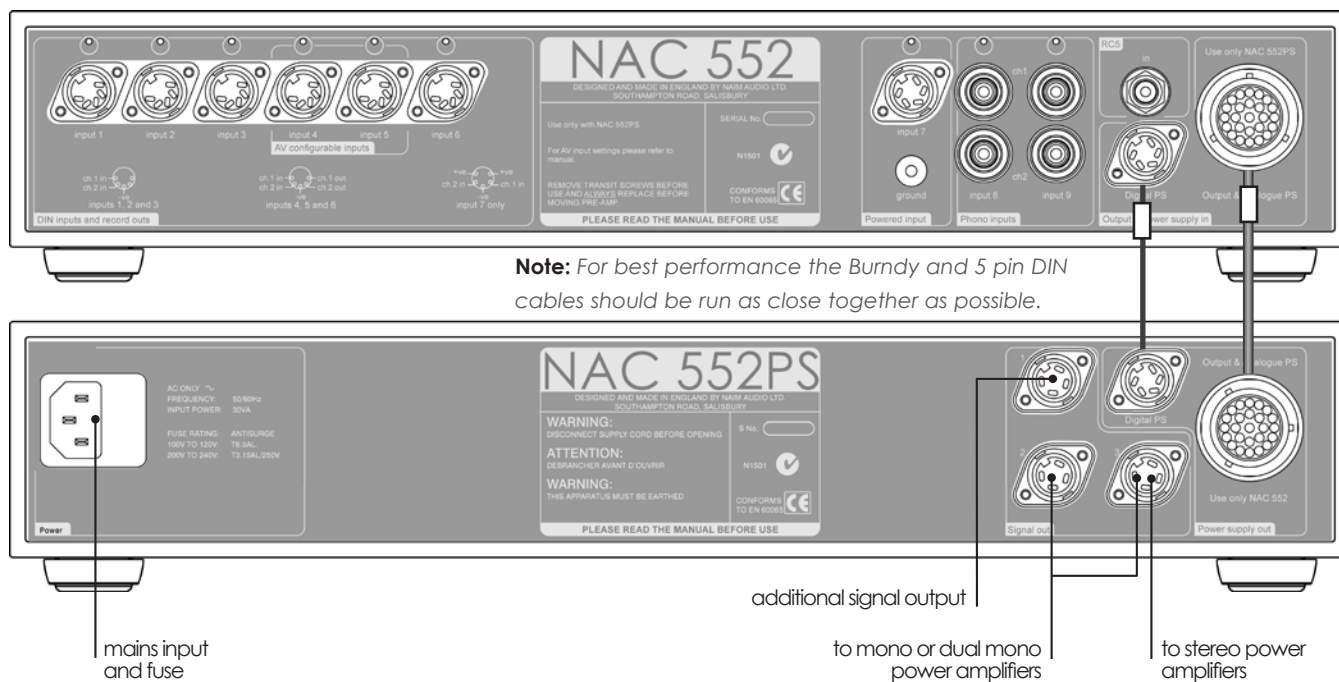 NAC 552
DESIGNED AND MADE IN ENGLAND BY NAIM AUDIO LTD.
SOUTHAMPTON ROAD, SALISBURY
Use only with NAC 552PS
For AV input settings please refer to
manual.
REMOVE TRANSIT SCREWS BEFORE
USE AND ALWAYS REPLACE BEFORE
MOVING PRE-AMP
SERIAL No.
N1501
CONFORMS
TO EN 60065
CE
PLEASE READ THE MANUAL BEFORE USE
input 1
input 2
input 3
input 4
input 5
input 6
AV configurable inputs
ch.1 in
ch.2 in
-ve
inputs 1, 2 and 3
ch.1 in
ch.1 out
ch.2 in
ch.2 out
-ve
inputs 4, 5 and 6
+ve
+ve
ch.2 in
ch.1 in
-ve
input 7 only
DIN inputs and record outs
input 7
ground
Powered input
ch1
ch2
input 8
input 9
Phono inputs
RC5
in
Digital PS
Use only NAC 552PS
Output & Analogue PS
Output & power supply in
Note: For best performance the Burndy and 5 pin DIN
cables should be run as close together as possible.
AC ONLY ~
FREQUENCY: 50/60Hz
INPUT POWER: 30VA
FUSE RATING: ANTISURGE
100V TO 120V: T6.3AL.
200V TO 240V: T3.15AL/250V
Power
NAC 552PS
DESIGNED AND MADE IN ENGLAND BY NAIM AUDIO LTD.
SOUTHAMPTON ROAD, SALISBURY
WARNING:
DISCONNECT SUPPLY CORD BEFORE OPENING
ATTENTION:
DEBRANCHER AVANT D'OUVRIR
WARNING:
THIS APPARATUS MUST BE EARTHED
S No.
N1501
CONFORMS
TO EN 60065
CE
PLEASE READ THE MANUAL BEFORE USE
1
2
3
Digital PS
Signal out
Output & Analogue PS
Use only NAC 552
Power supply out
additional signal output
mains input
and fuse
to mono or dual mono
power amplifiers
to stereo power
amplifiers